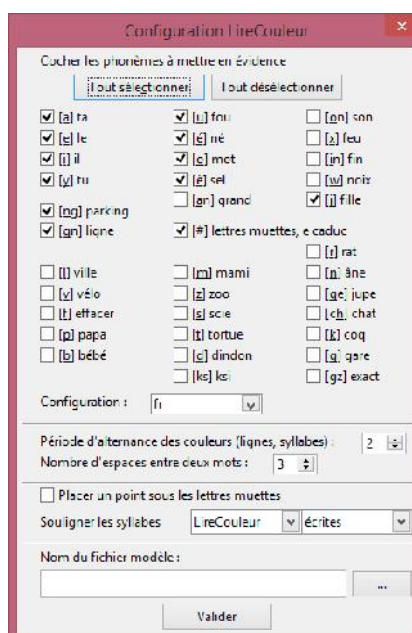 Configuration LireCouleur
Cocher les phonèmes à mettre en évidence
Tout sélectionner Tout désélectionner
[a] ta [u] fou [on] son
[e] le [é] né [x] feu
[i] il [o] mot [in] fin
[y] tu [è] sel [w] noix
[an] grand [j] fille
[ng] parking
[gn] ligne [#] lettres muettes, e caduc
[r] rat
[l] ville [m] mami [n] âne
[v] vélo [z] zoo [ge] jupe
[f] effacer [s] scie [ch] chat
[p] papa [t] tortue [k] coq
[b] bébé [d] dindon [g] gare
[ks] ksi [gz] exact
Configuration : fr
Période d'alternance des couleurs (lignes, syllabes) : 2
Nombre d'espaces entre deux mots : 3
Placer un point sous les lettres muettes
Souligner les syllabes LireCouleur écrites
Nom du fichier modèle :
...
Valider